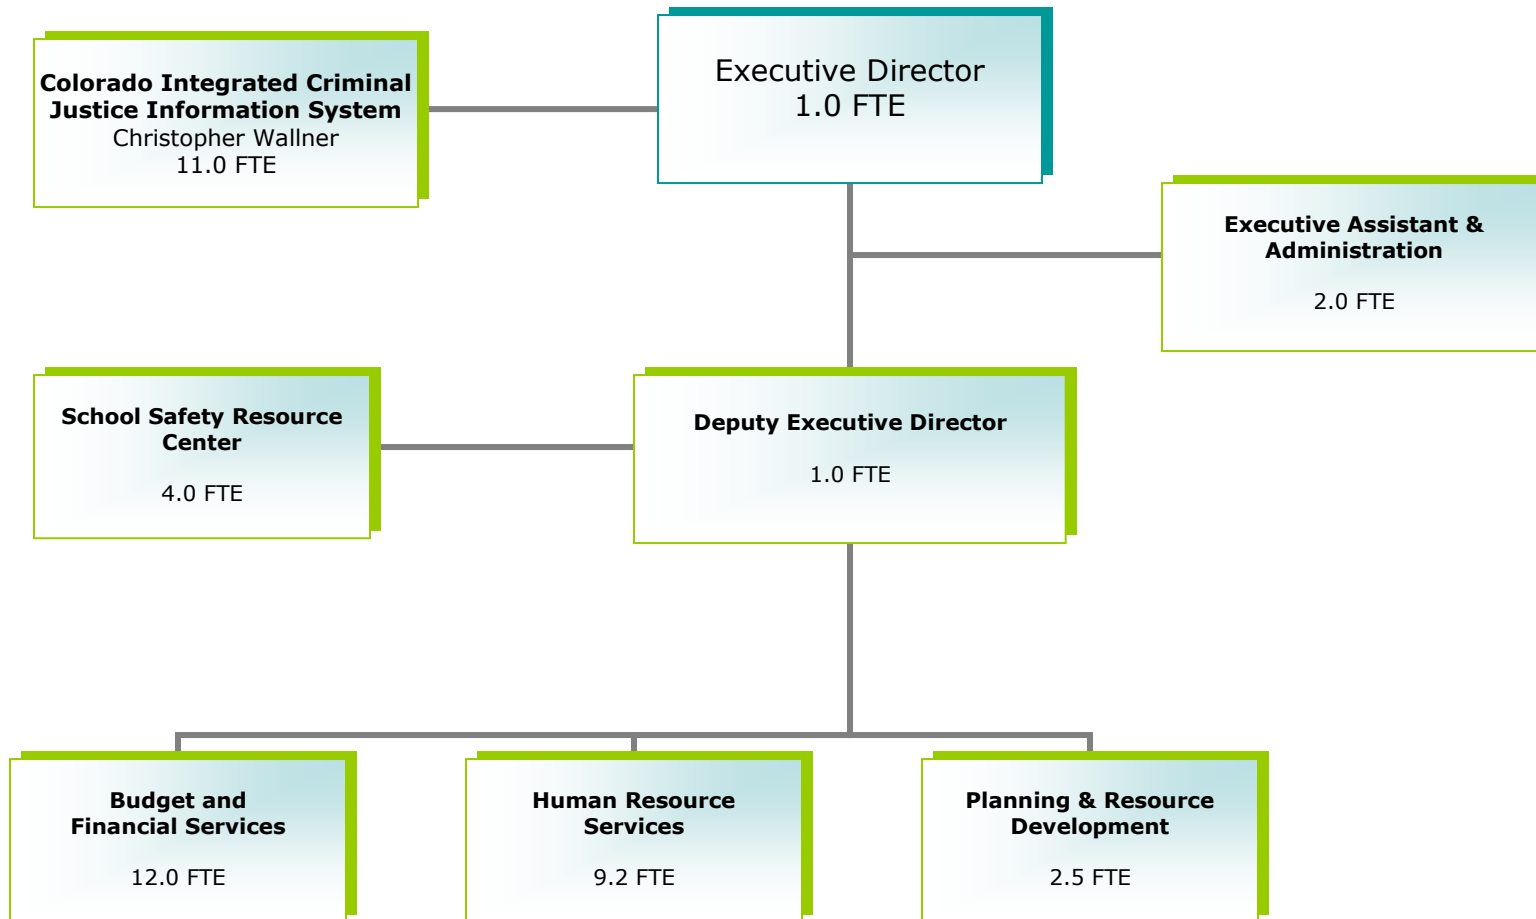 Colorado Integrated Criminal
Justice Information System
Christopher Wallner
11.0 FTE
Executive Director
1.0 FTE
Executive Assistant &
Administration
2.0 FTE
School Safety Resource
Center
4.0 FTE
Deputy Executive Director
1.0 FTE
Budget and
Financial Services
12.0 FTE
Human Resource
Services
9.2 FTE
Planning & Resource
Development
2.5 FTE